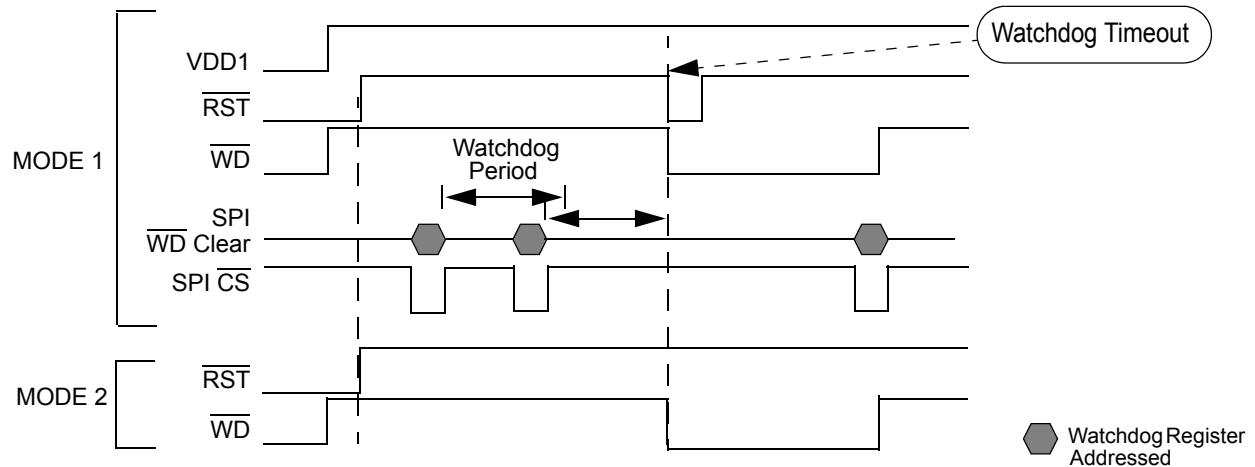 VDD1
Watchdog Timeout
RST
MODE 1
WD
Watchdog
Period
SPI
WD Clear
SPI CS
MODE 2
RST
WD
Watchdog Register
Addressed